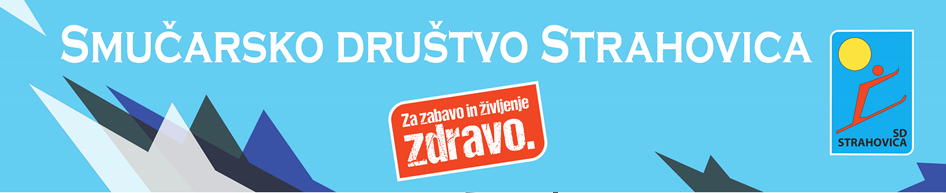 Smučarsko društvo Strahovica
Za zabavo in življenje
zdravo.
SD
STRAHOVICA